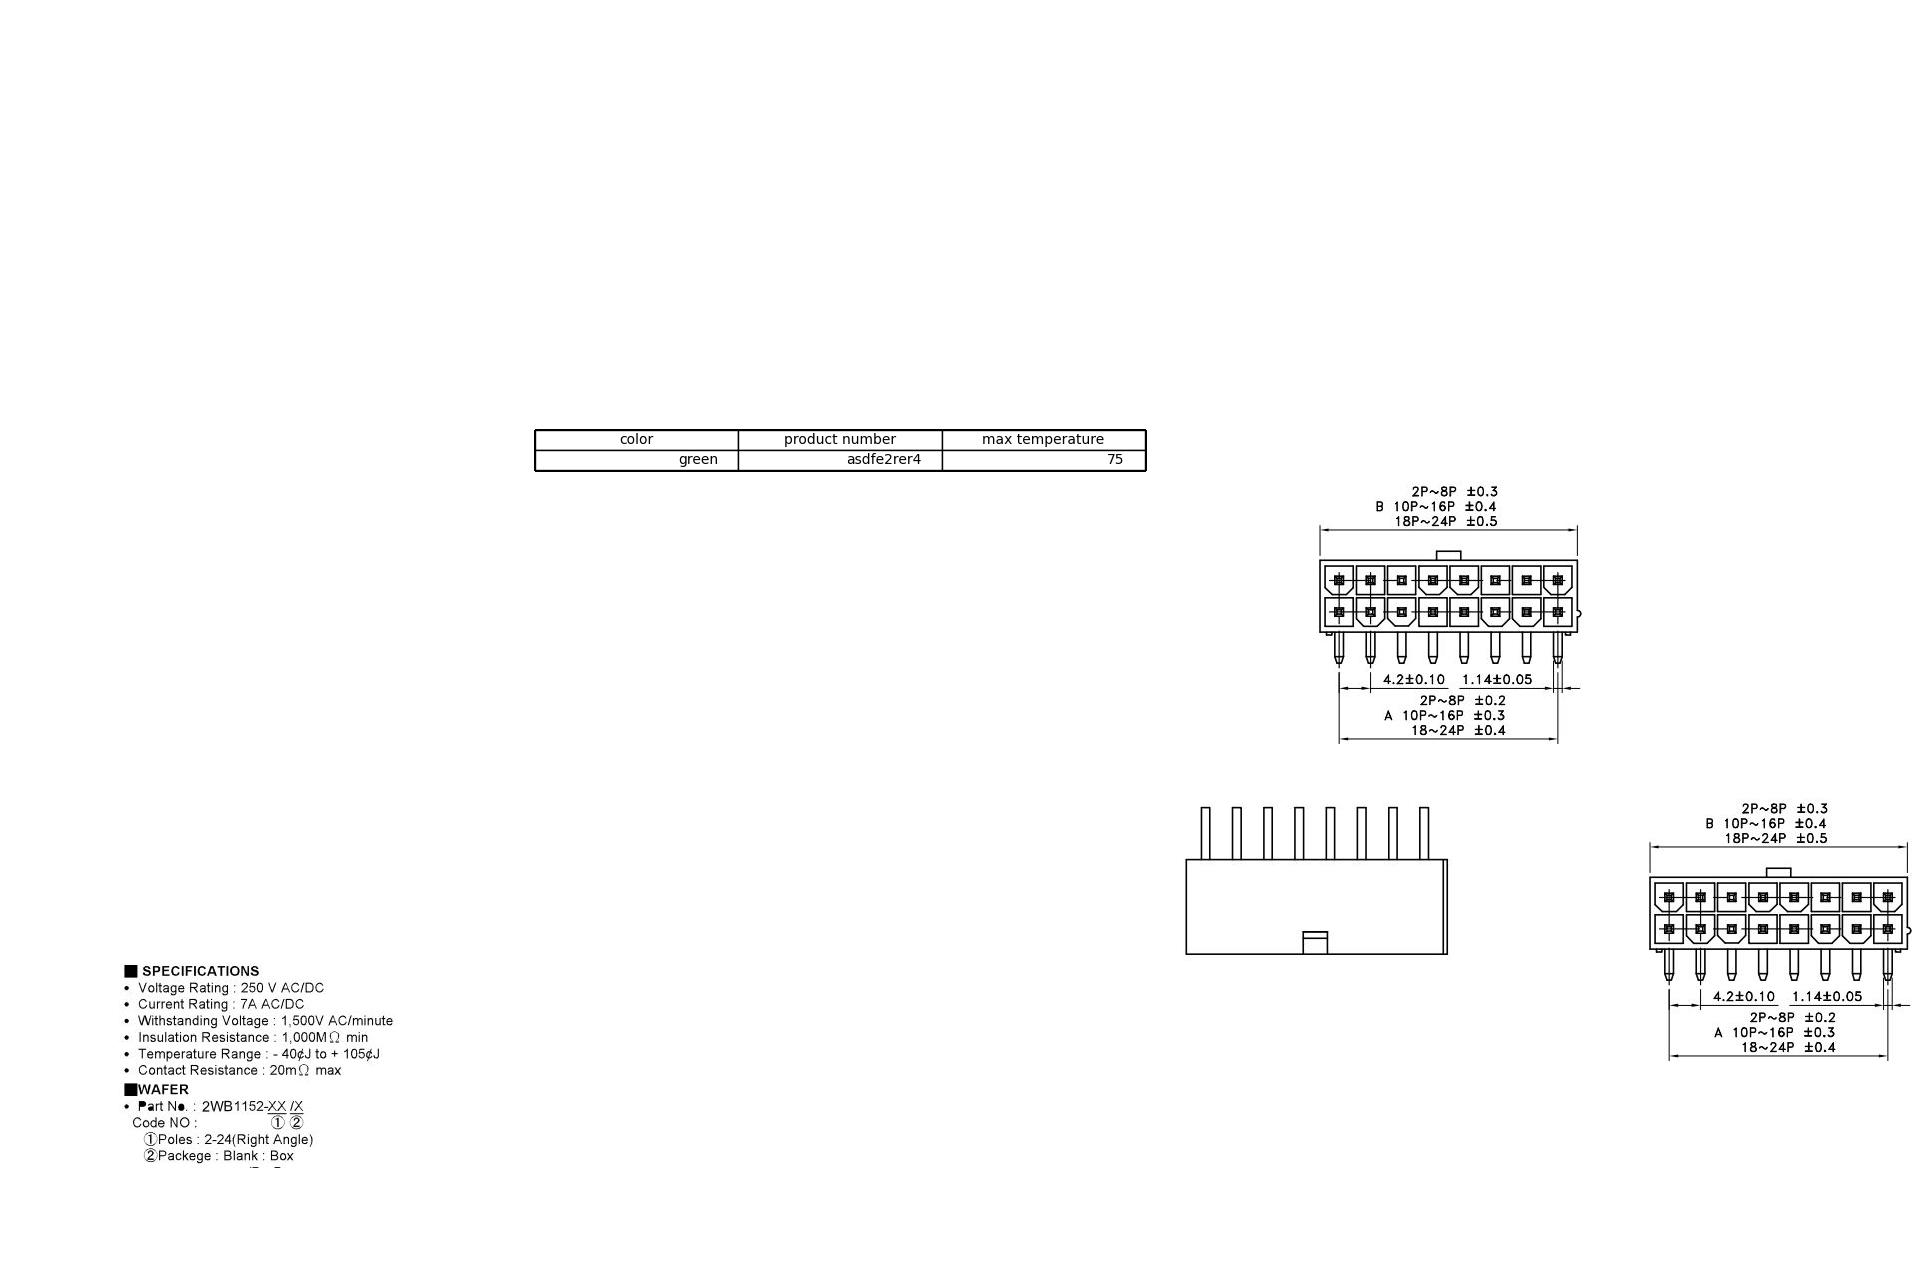 color product number max temperature
green asdfe2rer4 75
2P~8P ±0.3
B 10P~16P ±0.4
18P~24P ±0.5
4.2±0.10 1.14±0.05
2P~8P ±0.2
A 10P~16P ±0.3
18~24P ±0.4
2P~8P ±0.3
B 10P~16P ±0.4
18P~24P ±0.5
4.2±0.10 1.14±0.05
2P~8P ±0.2
A 10P~16P ±0.3
18~24P ±0.4
■ SPECIFICATIONS
• Voltage Rating : 250 V AC/DC
• Current Rating : 7A AC/DC
• Withstanding Voltage : 1,500V AC/minute
• Insulation Resistance : 1,000MΩ min
• Temperature Range : - 40¢J to + 105¢J
• Contact Resistance : 20mΩ max
■WAFER
• Part No. : 2WB1152-XX /X
Code NO : ① ②
①Poles : 2-24(Right Angle)
②Packege : Blank : Box